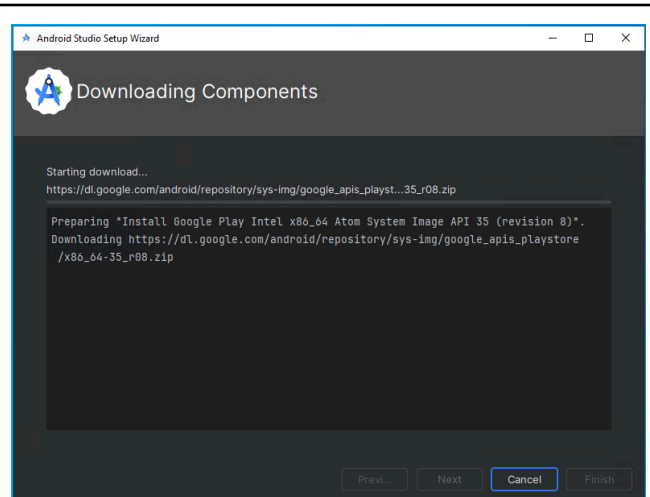 Android Studio Setup Wizard
Downloading Components
Starting download...
https://dl.google.com/android/repository/sys-img/google_apis_playst...35_r08.zip
Preparing "Install Google Play Intel x86_64 Atom System Image API 35 (revision 8)".
Downloading https://dl.google.com/android/repository/sys-img/google_apis_playstore
/x86_64-35_r08.zip
Previ... Next Cancel Finish